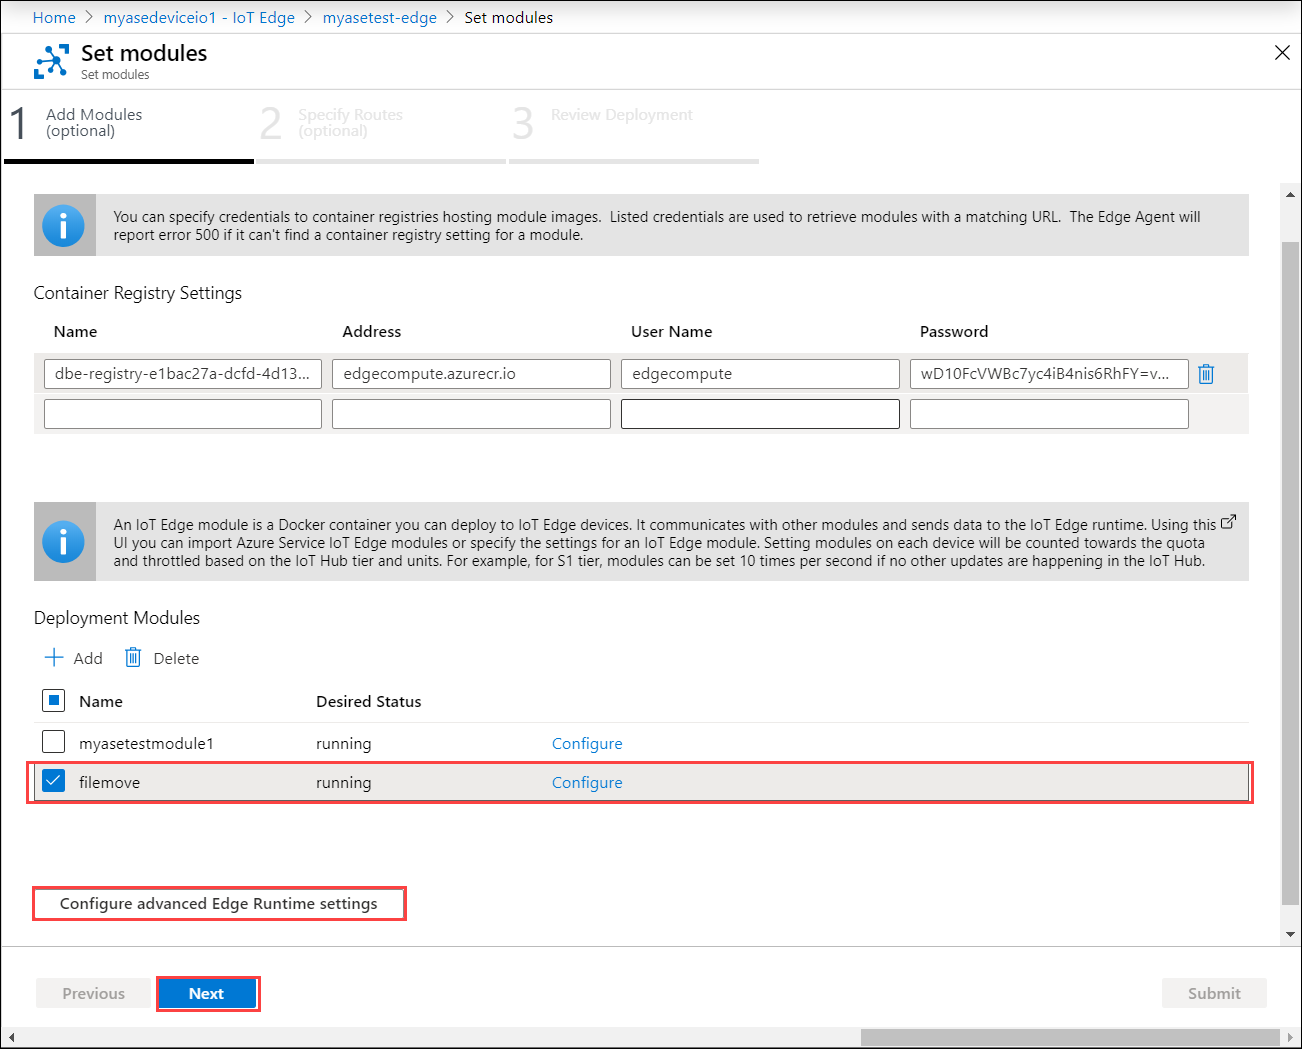 Home > myasedeviceio1 - IoT Edge > myasetest-edge > Set modules
Set modules
Set modules
1 Add Modules (optional)
2 Specify Routes (optional)
3 Review Deployment
You can specify credentials to container registries hosting module images. Listed credentials are used to retrieve modules with a matching URL. The Edge Agent will
report error 500 if it can't find a container registry setting for a module.
Container Registry Settings
Name Address User Name Password
dbe-registry-e1bac27a-dcfd-4d13... edgecompute.azurecr.io edgecompute wD10FcVWBc7yc4iB4nis6RhFY=v...
An IoT Edge module is a Docker container you can deploy to IoT Edge devices. It communicates with other modules and sends data to the IoT Edge runtime. Using this
UI you can import Azure Service IoT Edge modules or specify the settings for an IoT Edge module. Setting modules on each device will be counted towards the quota
and throttled based on the IoT Hub tier and units. For example, for S1 tier, modules can be set 10 times per second if no other updates are happening in the IoT Hub.
Deployment Modules
Add Delete
Name Desired Status
myasetestmodule1 running Configure
filemove running Configure
Configure advanced Edge Runtime settings
Previous Next Submit